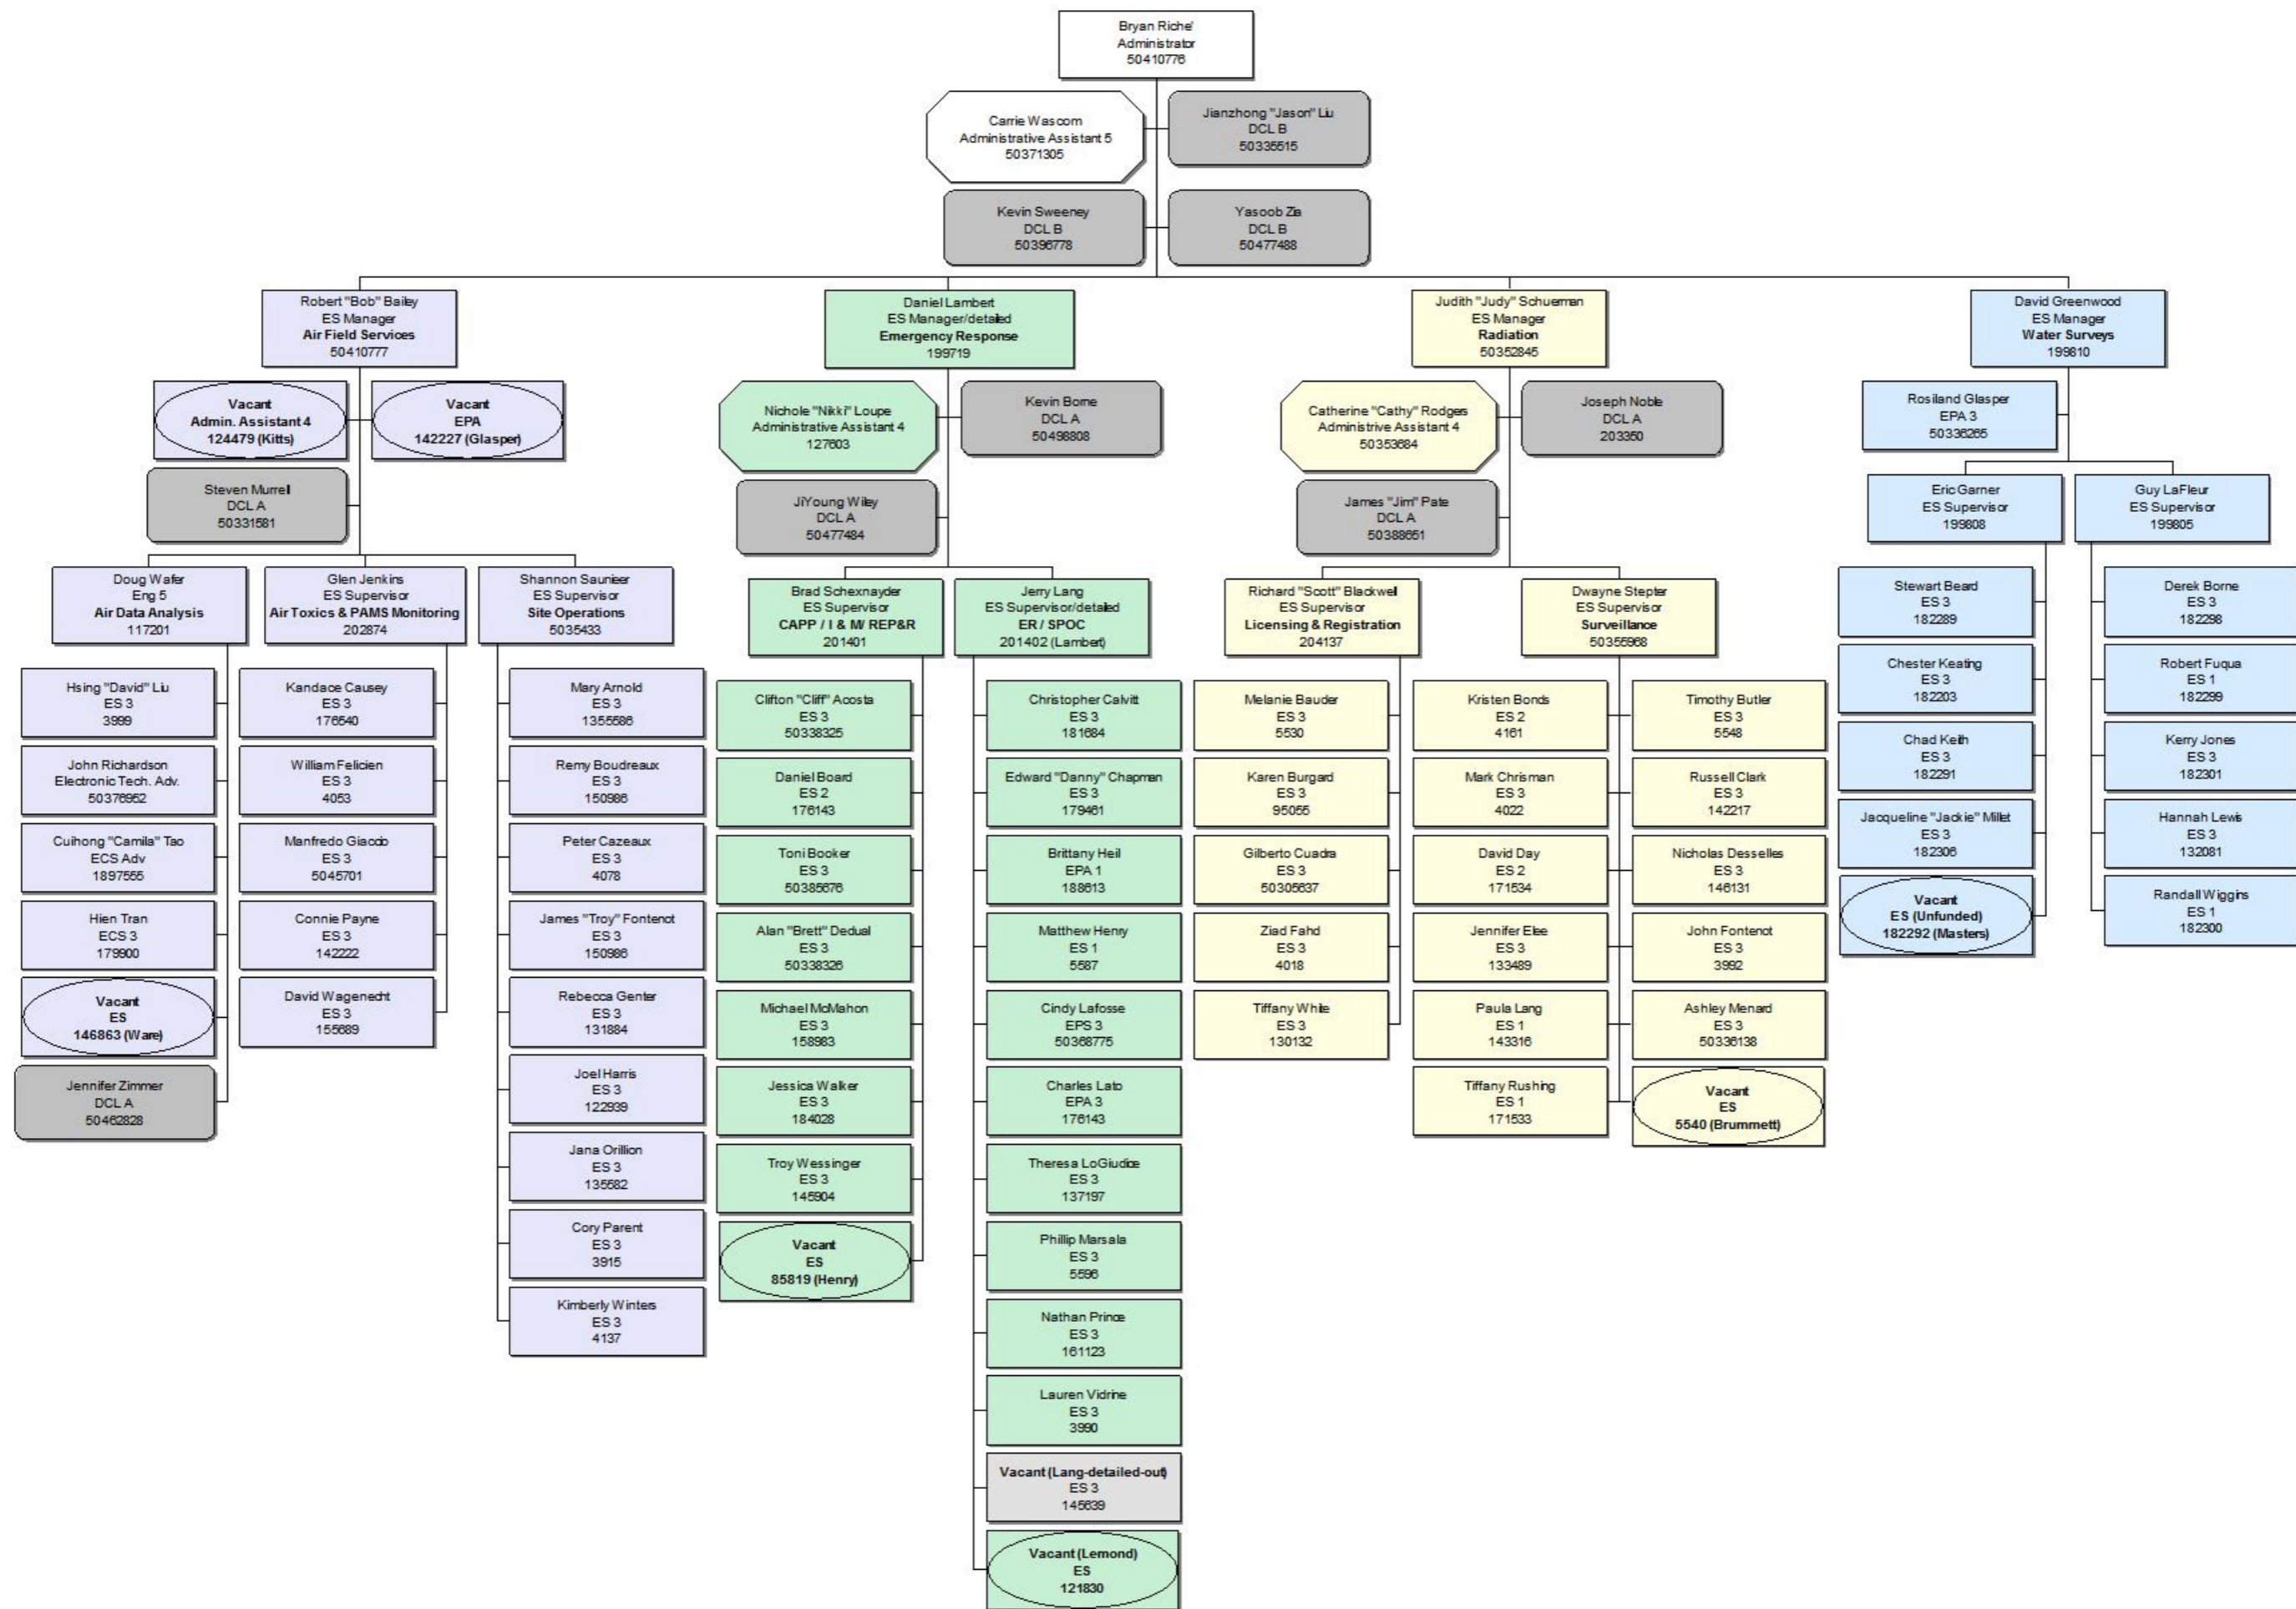 Bryan Riche'
Administrator
50410776
Carrie Wascom
Administrative Assistant 5
50371305
Jianzhong "Jason" Liu
DCL B
50335515
Kevin Sweeney
DCL B
50396778
Yasoob Zia
DCL B
50477488
Robert "Bob" Bailey
ES Manager
Air Field Services
50410777
Vacant
Admin. Assistant 4
124479 (Kitts)
Vacant
EPA
142227 (Glasper)
Steven Murrell
DCL A
50331581
Doug Wafer
Eng 5
Air Data Analysis
117201
Hsing "David" Liu
ES 3
3999
John Richardson
Electronic Tech. Adv.
50376952
Cuihong "Camila" Tao
ECS Adv
1897555
Hien Tran
ECS 3
179900
Vacant
ES
146863 (Ware)
Jennifer Zimmer
DCL A
50462828
Glen Jenkins
ES Supervisor
Air Toxics & PAMS Monitoring
202874
Kandace Causey
ES 3
176540
William Felicien
ES 3
4053
Manfredo Giaccio
ES 3
5045701
Connie Payne
ES 3
142222
David Wagenecht
ES 3
155689
Shannon Saunieer
ES Supervisor
Site Operations
5035433
Mary Arnold
ES 3
1355586
Remy Boudreaux
ES 3
150986
Peter Cazeaux
ES 3
4078
James "Troy" Fontenot
ES 3
150986
Rebecca Genter
ES 3
131884
Joel Harris
ES 3
122939
Jana Orillion
ES 3
135582
Cory Parent
ES 3
3915
Kimberly Winters
ES 3
4137
Daniel Lambert
ES Manager/detailed
Emergency Response
199719
Nichole "Nikki" Loupe
Administrative Assistant 4
127603
Kevin Borne
DCL A
50498808
JiYoung Wiley
DCL A
50477484
Brad Schexnayder
ES Supervisor
CAPP / I & M/ REP&R
201401
Clifton "Cliff" Acosta
ES 3
50338325
Daniel Board
ES 2
176143
Toni Booker
ES 3
50385676
Alan "Brett" Dedual
ES 3
50338326
Michael McMahon
ES 3
158983
Jessica Walker
ES 3
184028
Troy Wessinger
ES 3
145904
Vacant
ES
85819 (Henry)
Jerry Lang
ES Supervisor/detailed
ER / SPOC
201402 (Lambert)
Christopher Calvitt
ES 3
181684
Edward "Danny" Chapman
ES 3
179461
Brittany Heil
EPA 1
188613
Matthew Henry
ES 1
5587
Cindy Lafosse
EPS 3
50368775
Charles Lato
EPA 3
176143
Theresa LoGiudice
ES 3
137197
Phillip Marsala
ES 3
5596
Nathan Prince
ES 3
161123
Lauren Vidrine
ES 3
3990
Vacant (Lang-detailed-out)
ES 3
145639
Vacant (Lemond)
ES
121830
Judith "Judy" Schuerman
ES Manager
Radiation
50352845
Catherine "Cathy" Rodgers
Administrive Assistant 4
50353684
Joseph Noble
DCL A
203350
James "Jim" Pate
DCL A
50388651
Richard "Scott" Blackwell
ES Supervisor
Licensing & Registration
204137
Melanie Bauder
ES 3
5530
Karen Burgard
ES 3
95055
Gilberto Cuadra
ES 3
50305637
Ziad Fahd
ES 3
4018
Tiffany White
ES 3
130132
Dwayne Stepter
ES Supervisor
Surveillance
50355968
Kristen Bonds
ES 2
4161
Timothy Butler
ES 3
5548
Mark Chrisman
ES 3
4022
Russell Clark
ES 3
142217
David Day
ES 2
171534
Nicholas Desselles
ES 3
146131
Jennifer Elee
ES 3
133489
John Fontenot
ES 3
3992
Paula Lang
ES 1
143316
Ashley Menard
ES 3
50336138
Tiffany Rushing
ES 1
171533
Vacant
ES
5540 (Brummett)
David Greenwood
ES Manager
Water Surveys
199810
Rosiland Glasper
EPA 3
50336265
Eric Garner
ES Supervisor
199808
Stewart Beard
ES 3
182289
Chester Keating
ES 3
182203
Chad Keith
ES 3
182291
Jacqueline "Jackie" Millet
ES 3
182306
Vacant
ES (Unfunded)
182292 (Masters)
Guy LaFleur
ES Supervisor
199805
Derek Borne
ES 3
182298
Robert Fuqua
ES 1
182299
Kerry Jones
ES 3
182301
Hannah Lewis
ES 3
132081
Randall Wiggins
ES 1
182300